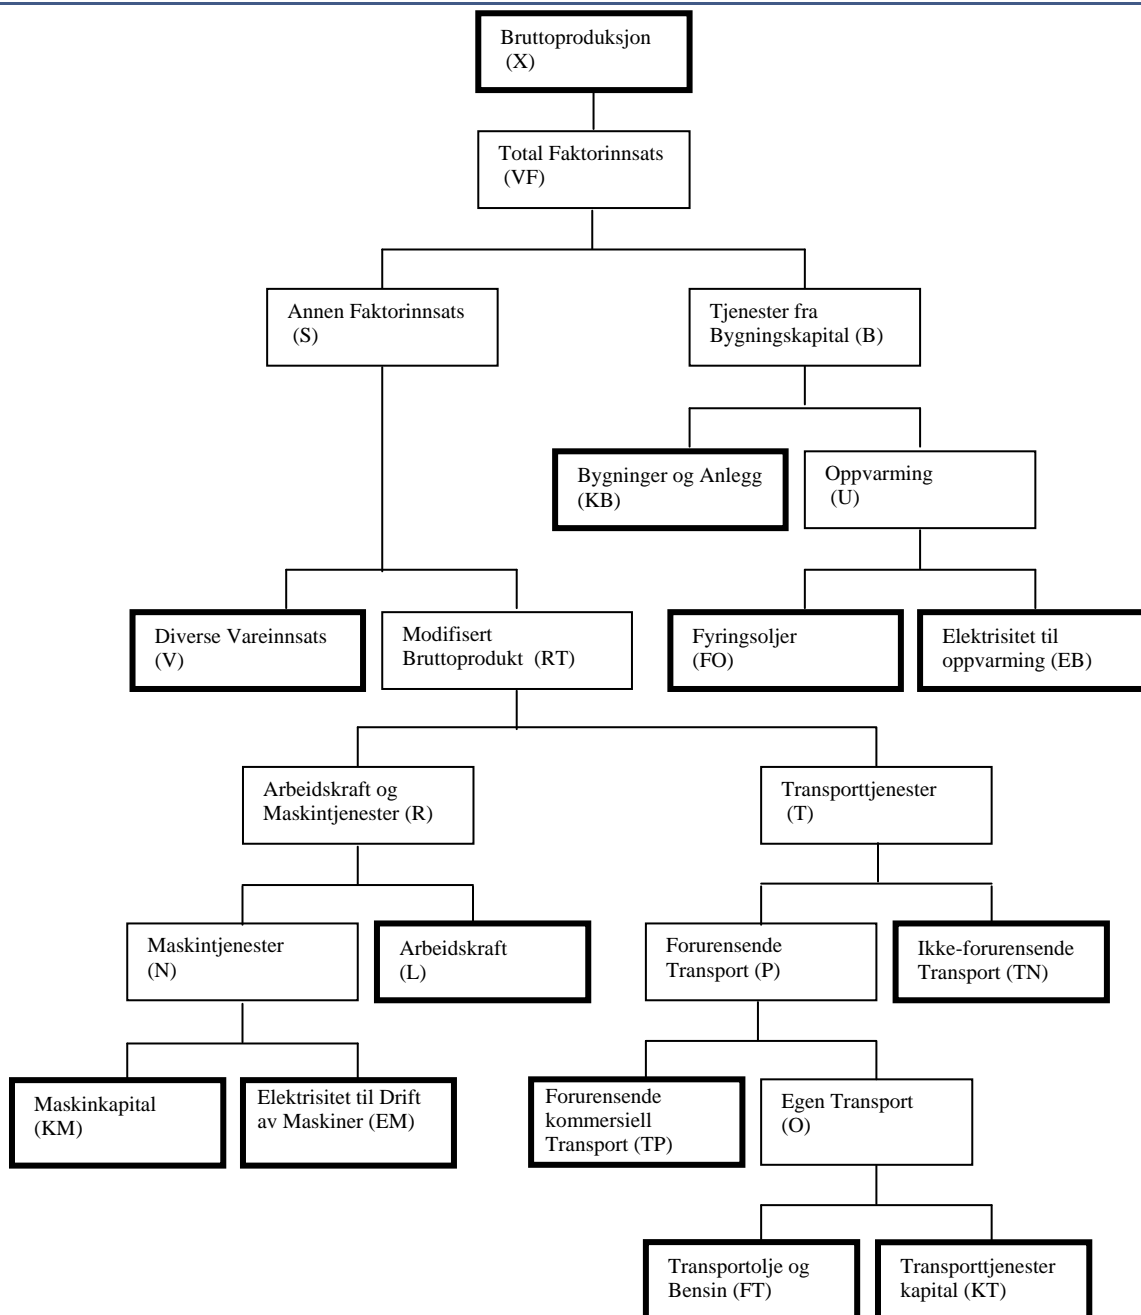 Bruttoproduksjon
(X)
Total Faktorinnsats
(VF)
Annen Faktorinnsats
(S)
Tjenester fra
Bygningskapital (B)
Bygninger og Anlegg
(KB)
Oppvarming
(U)
Diverse Vareinnsats
(V)
Modifisert
Bruttoprodukt (RT)
Fyringsoljer
(FO)
Elektrisitet til
oppvarming (EB)
Arbeidskraft og
Maskintjenester (R)
Transporttjenester
(T)
Maskintjenester
(N)
Arbeidskraft
(L)
Forurensende
Transport (P)
Ikke-forurensende
Transport (TN)
Maskinkapital
(KM)
Elektrisitet til Drift
av Maskiner (EM)
Forurensende
kommersiell
Transport (TP)
Egen Transport
(O)
Transportolje og
Bensin (FT)
Transporttjenester
kapital (KT)